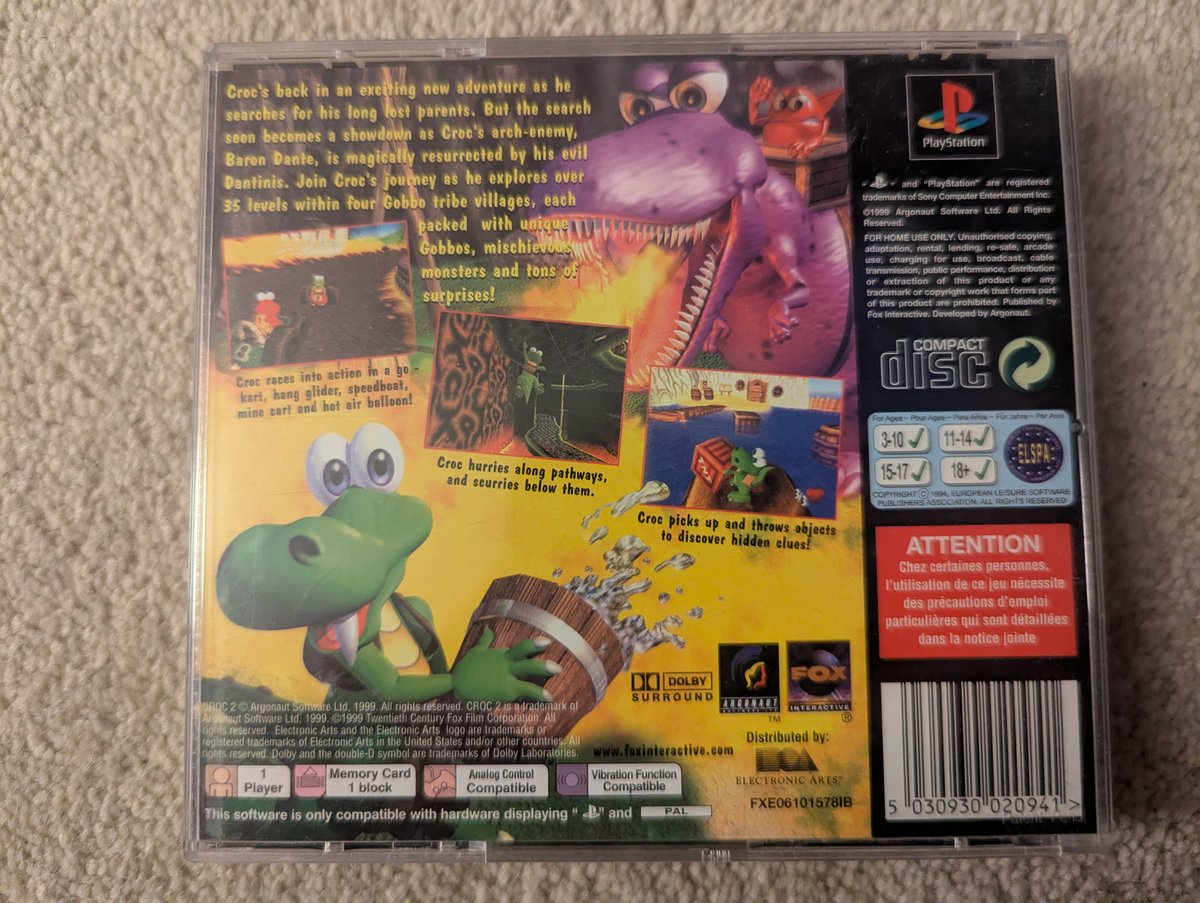 Croc's back in an exciting new adventure as he
searches for his long lost parents. But the search
soon becomes a showdown as Croc's arch-enemy,
Baron Dante, is magically resurrected by his evil
Dantinis. Join Croc's journey as he explores over
35 levels within four Gobbo tribe villages, each
packed with unique
Gobbos, mischievous
monsters and tons of
surprises!
Croc races into action in a go -
kart, hang glider, speedboat,
mine cart and hot air balloon!
Croc hurries along pathways,
and scurries below them.
Croc picks up and throws objects
to discover hidden clues!
CROC 2 © Argonaut Software Ltd. 1999. All rights reserved. CROC 2 is a trademark of
Argonaut Software Ltd. 1999. ©1999 Twentieth Century Fox Film Corporation. All
rights reserved. Electronic Arts and the Electronic Arts logo are trademarks or
registered trademarks of Electronic Arts in the United States and/or other countries. All
rights reserved. Dolby and the double-D symbol are trademarks of Dolby Laboratories.
DOLBY
SURROUND
ARGONAUT
SOFTWARE LTD.
TM
FOX
INTERACTIVE
®
www.foxinteractive.com
Distributed by:
ELECTRONIC ARTS™
FXE06101578IB
1
Player
Memory Card
1 block
Analog Control
Compatible
Vibration Function
Compatible
This software is only compatible with hardware displaying " " and PAL
PlayStation
" " and "PlayStation" are registered
trademarks of Sony Computer Entertainment Inc.
©1999 Argonaut Software Ltd. All Rights
Reserved.
FOR HOME USE ONLY. Unauthorised copying,
adaptation, rental, lending, re-sale, arcade
use, charging for use, broadcast, cable
transmission, public performance, distribution
or extraction of this product or any
trademark or copyright work that forms part
of this product are prohibited. Published by
Fox Interactive. Developed by Argonaut.
COMPACT
disc
For Ages – Pour Ages – Para Años – Für Jahre – Per Anni
3-10 ✓ 11-14 ✓
15-17 ✓ 18+ ✓
ELSPA
COPYRIGHT © 1994, EUROPEAN LEISURE SOFTWARE
PUBLISHERS ASSOCIATION. ALL RIGHTS RESERVED
ATTENTION
Chez certaines personnes,
l'utilisation de ce jeu nécessite
des précautions d'emploi
particulières qui sont détaillées
dans la notice jointe
5 030930 020941 >